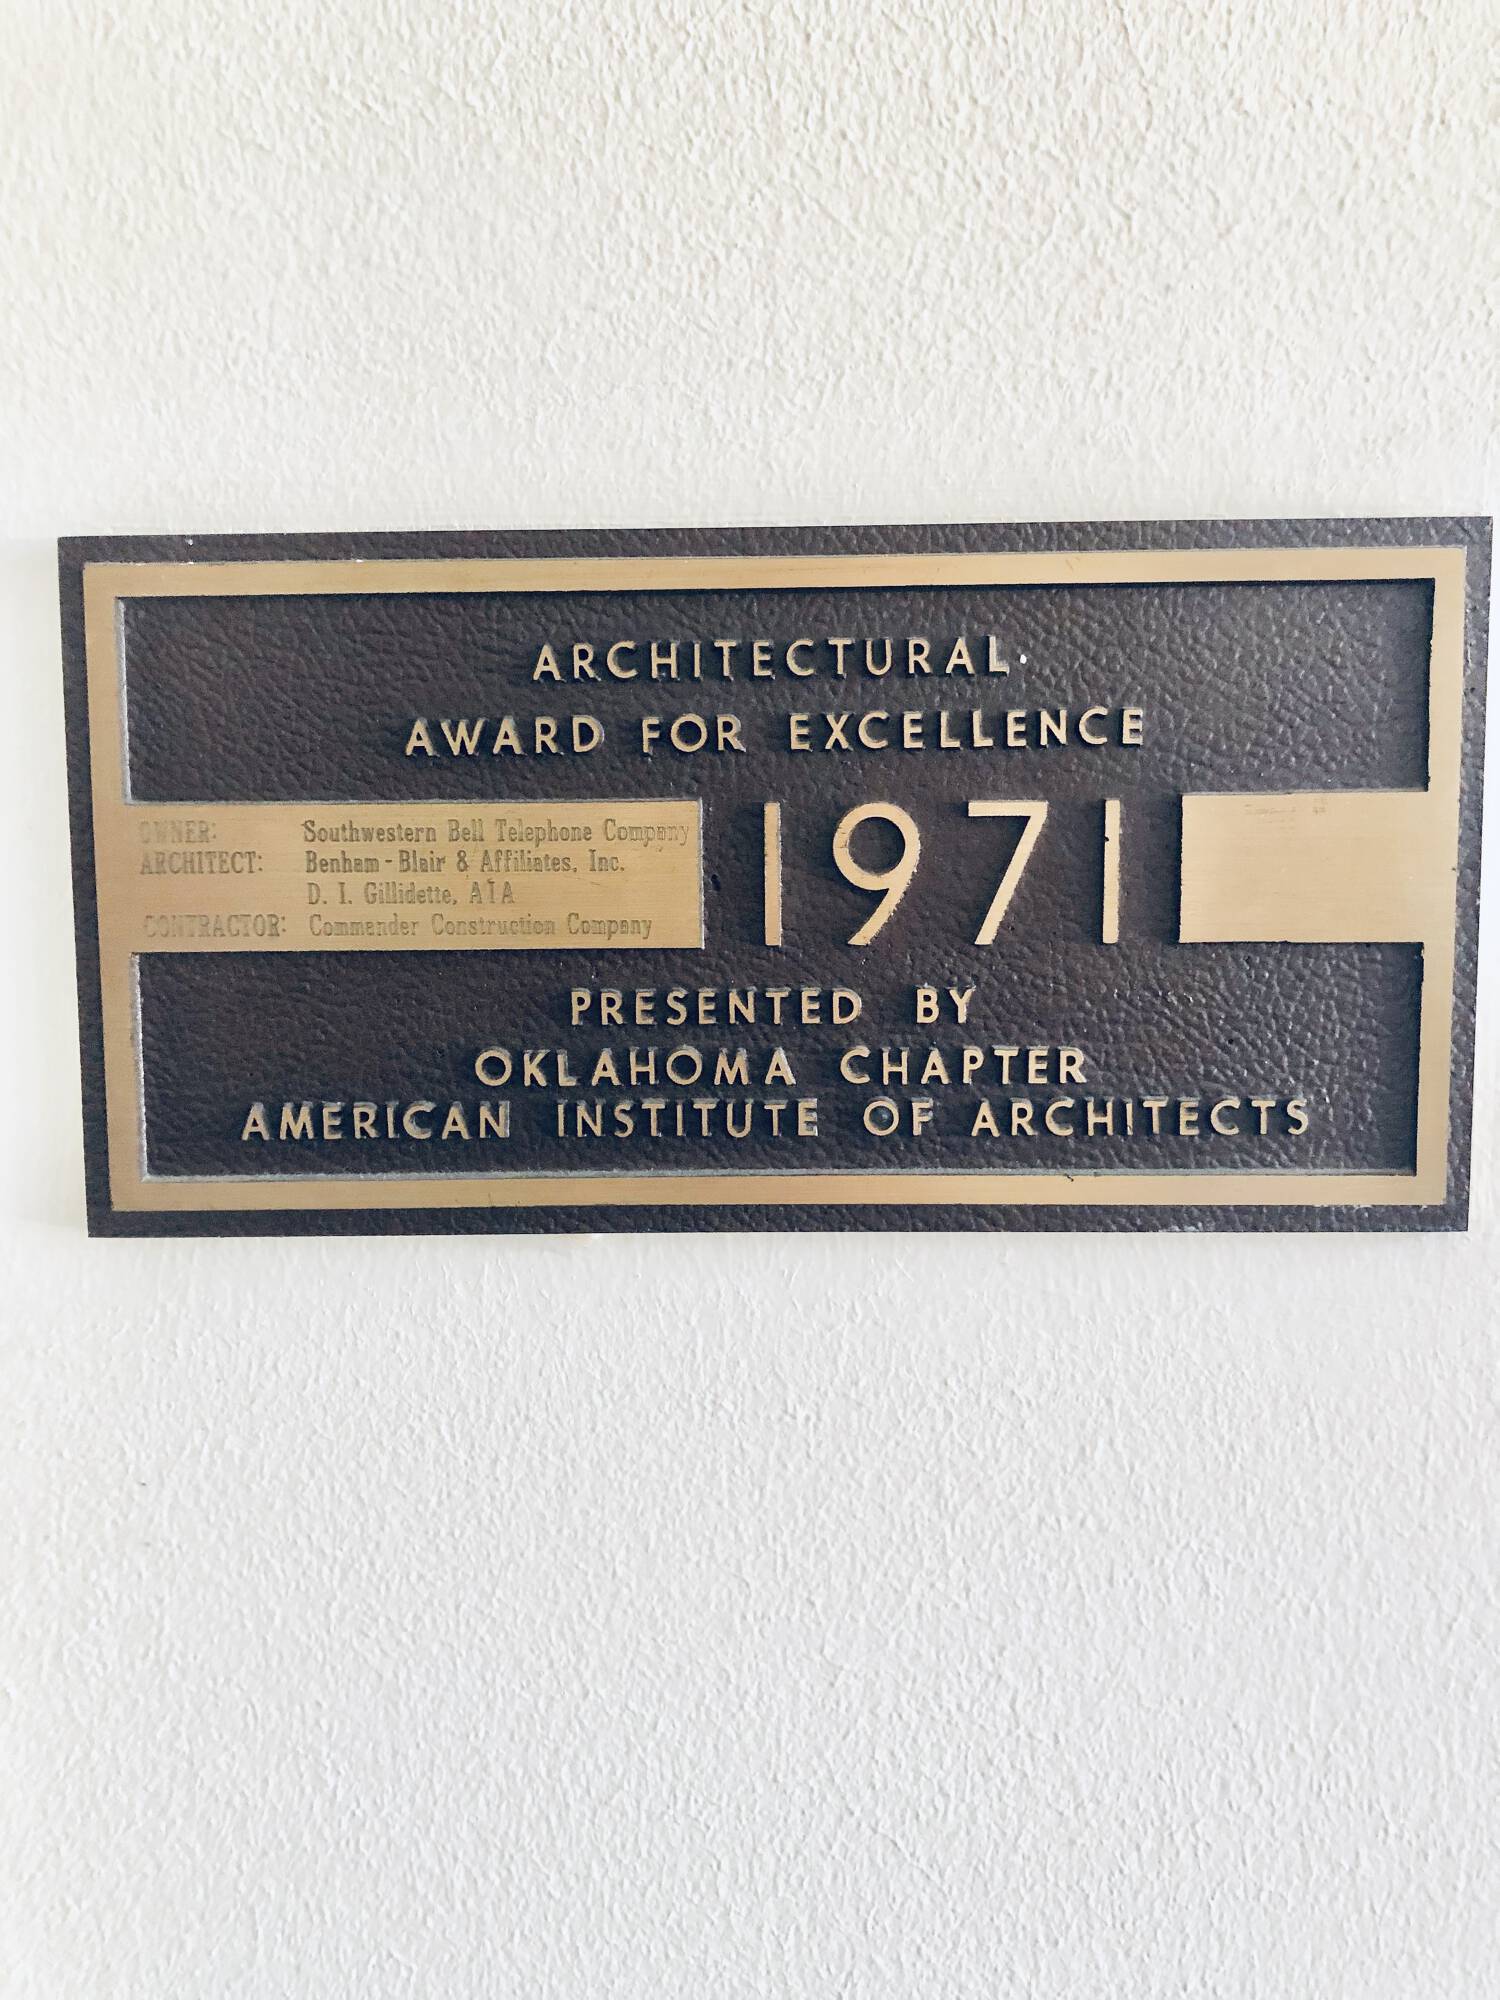 ARCHITECTURAL
AWARD FOR EXCELLENCE
OWNER: Southwestern Bell Telephone Company
ARCHITECT: Benham-Blair & Affiliates, Inc.
D. I. Gillidette, AIA
CONTRACTOR: Commander Construction Company
1971
PRESENTED BY
OKLAHOMA CHAPTER
AMERICAN INSTITUTE OF ARCHITECTS